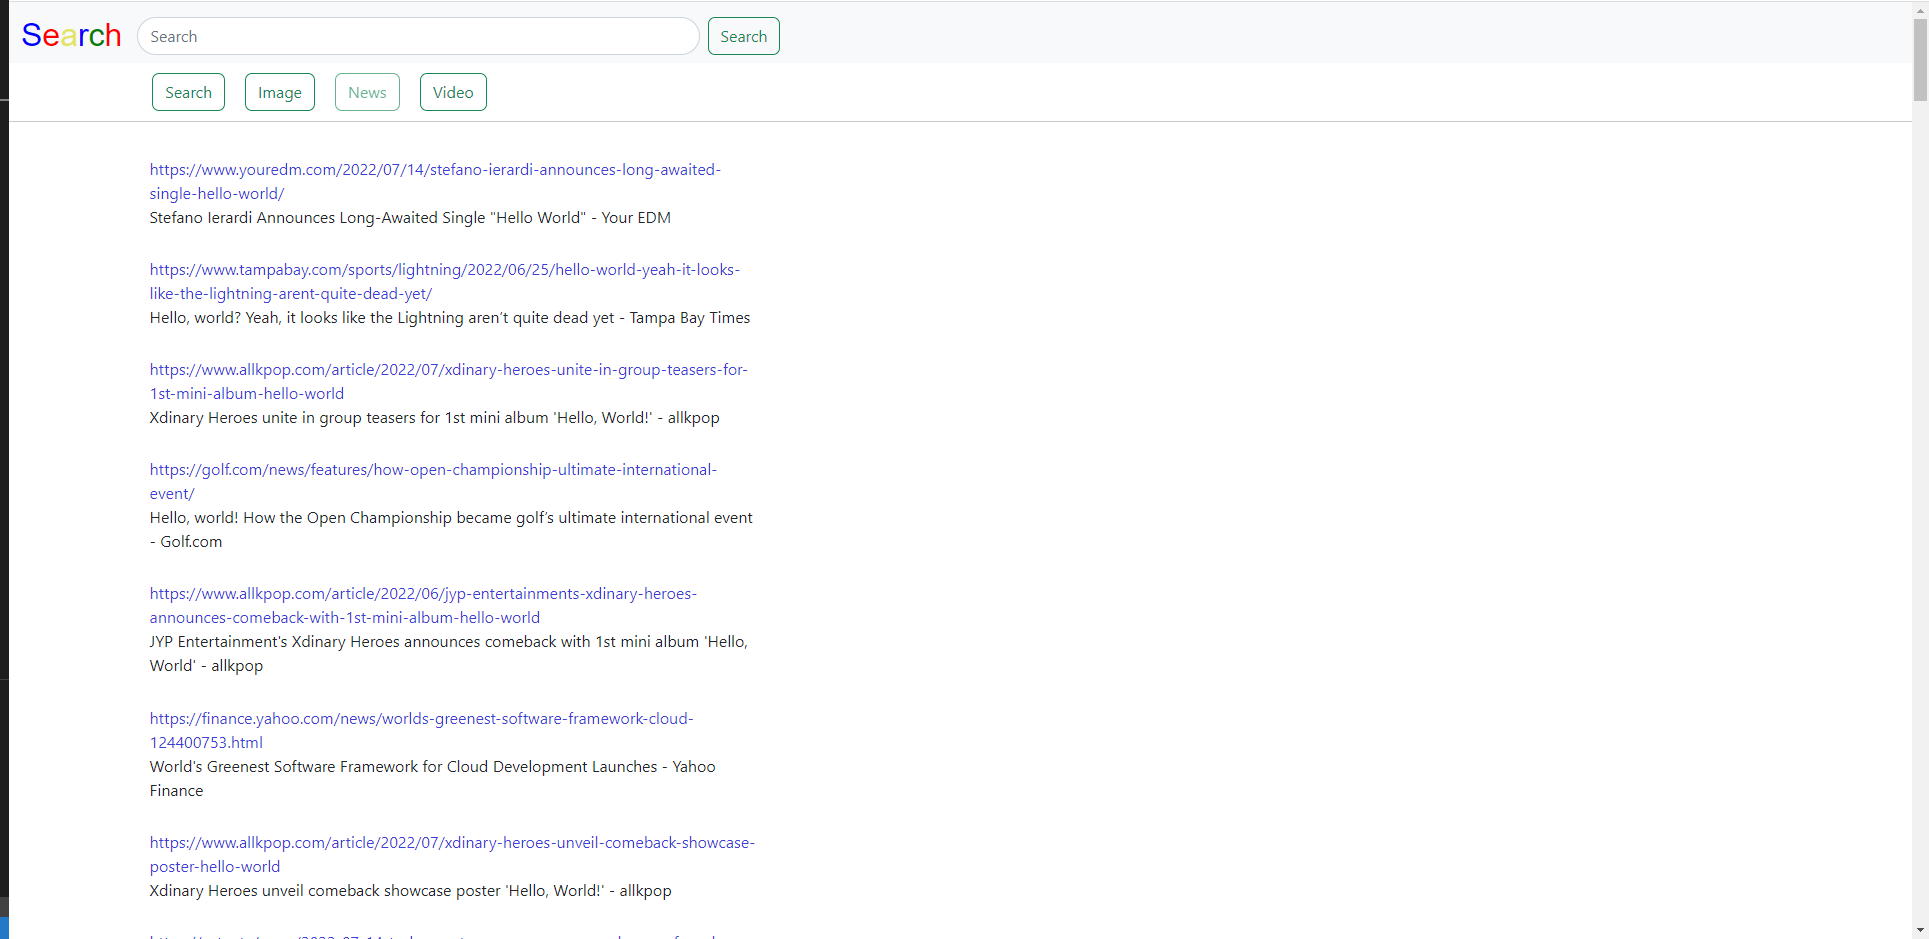 Search Search Search
Search Image News Video
https://www.youredm.com/2022/07/14/stefano-ierardi-announces-long-awaited-
single-hello-world/
Stefano Ierardi Announces Long-Awaited Single "Hello World" - Your EDM
https://www.tampabay.com/sports/lightning/2022/06/25/hello-world-yeah-it-looks-
like-the-lightning-arent-quite-dead-yet/
Hello, world? Yeah, it looks like the Lightning aren’t quite dead yet - Tampa Bay Times
https://www.allkpop.com/article/2022/07/xdinary-heroes-unite-in-group-teasers-for-
1st-mini-album-hello-world
Xdinary Heroes unite in group teasers for 1st mini album 'Hello, World!' - allkpop
https://golf.com/news/features/how-open-championship-ultimate-international-
event/
Hello, world! How the Open Championship became golf’s ultimate international event
- Golf.com
https://www.allkpop.com/article/2022/06/jyp-entertainments-xdinary-heroes-
announces-comeback-with-1st-mini-album-hello-world
JYP Entertainment's Xdinary Heroes announces comeback with 1st mini album 'Hello,
World' - allkpop
https://finance.yahoo.com/news/worlds-greenest-software-framework-cloud-
124400753.html
World's Greenest Software Framework for Cloud Development Launches - Yahoo
Finance
https://www.allkpop.com/article/2022/07/xdinary-heroes-unveil-comeback-showcase-
poster-hello-world
Xdinary Heroes unveil comeback showcase poster 'Hello, World!' - allkpop